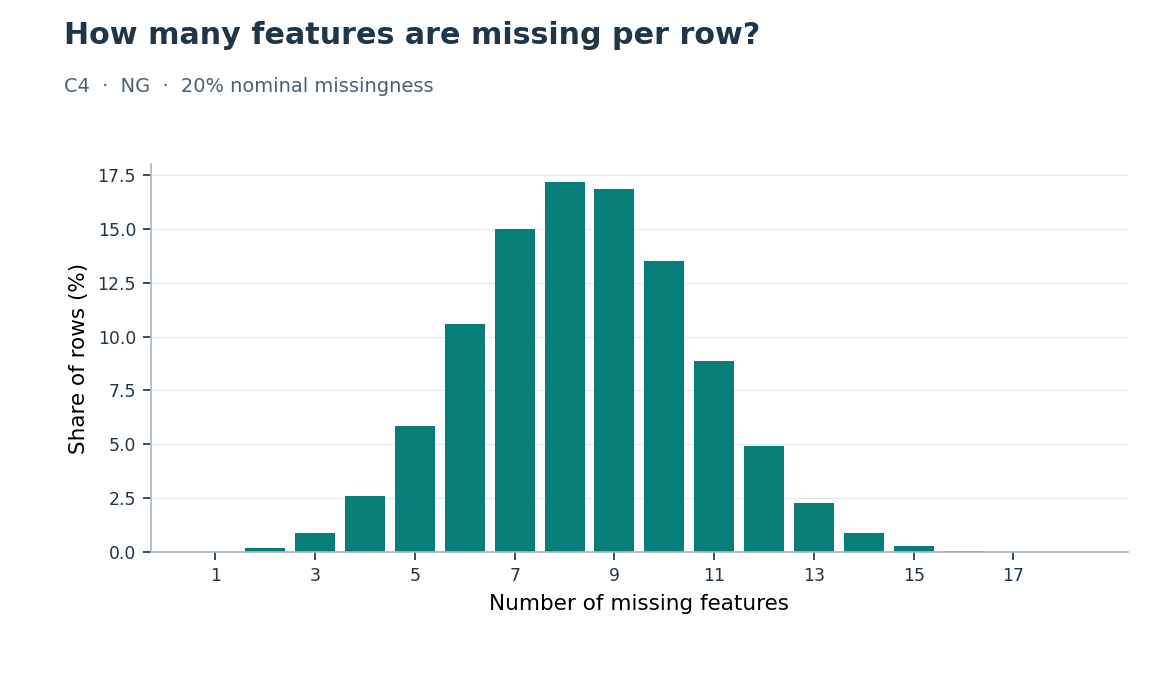 How many features are missing per row?
C4 · NG · 20% nominal missingness
17.5
15.0
12.5
10.0
7.5
5.0
2.5
0.0
Share of rows (%)
1 3 5 7 9 11 13 15 17
Number of missing features